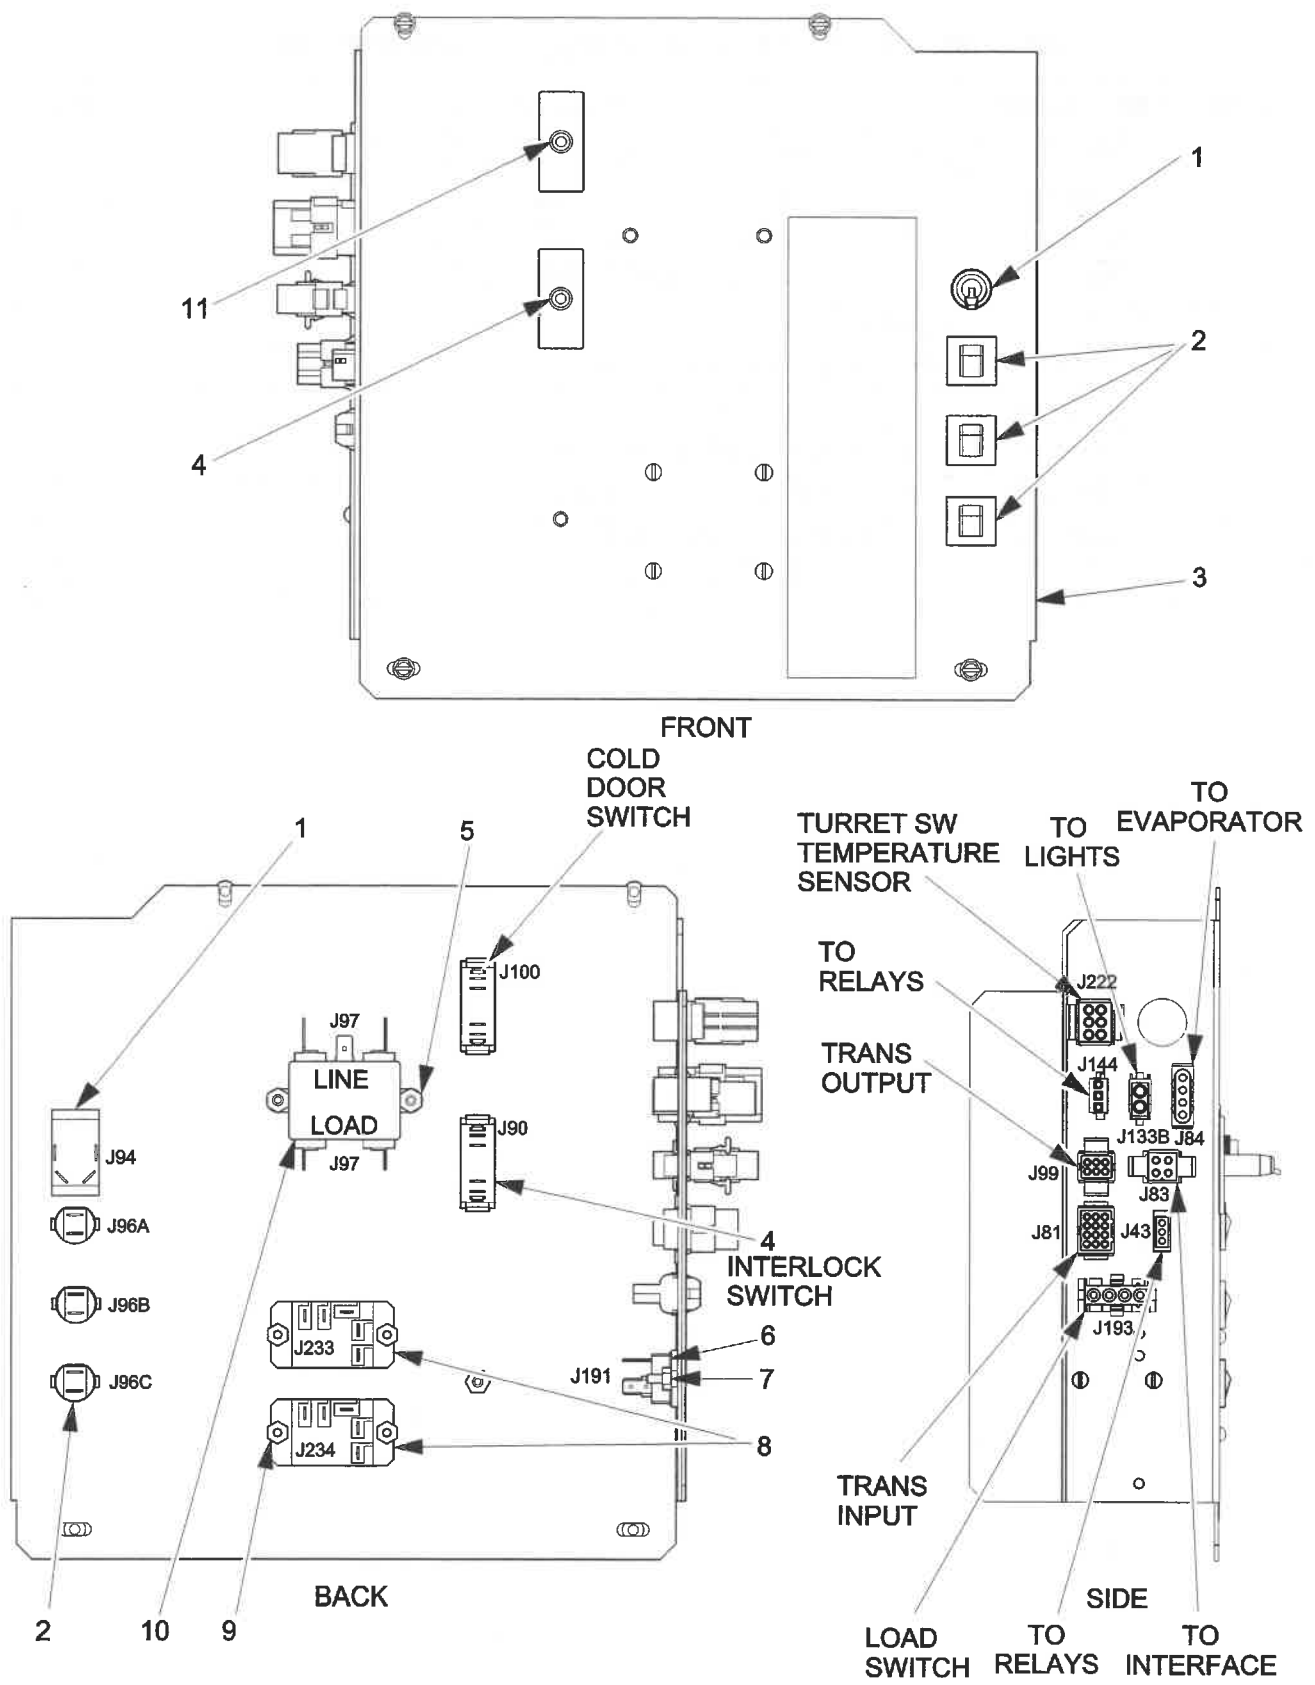 1
11
2
4
3
FRONT
COLD
DOOR
SWITCH
1
5
J100
J97
LINE
LOAD
J97
J90
J94
J96A
J96B
J96C
4
INTERLOCK
SWITCH
J233
J234
J191
6
7
8
2
10
9
BACK
TO
EVAPORATOR
TURRET SW
TEMPERATURE
SENSOR
TO
LIGHTS
TO
RELAYS
TRANS
OUTPUT
J222
J144
J133B
J84
J99
J83
J81
J43
J193
TRANS
INPUT
SIDE
LOAD
SWITCH
TO
RELAYS
TO
INTERFACE